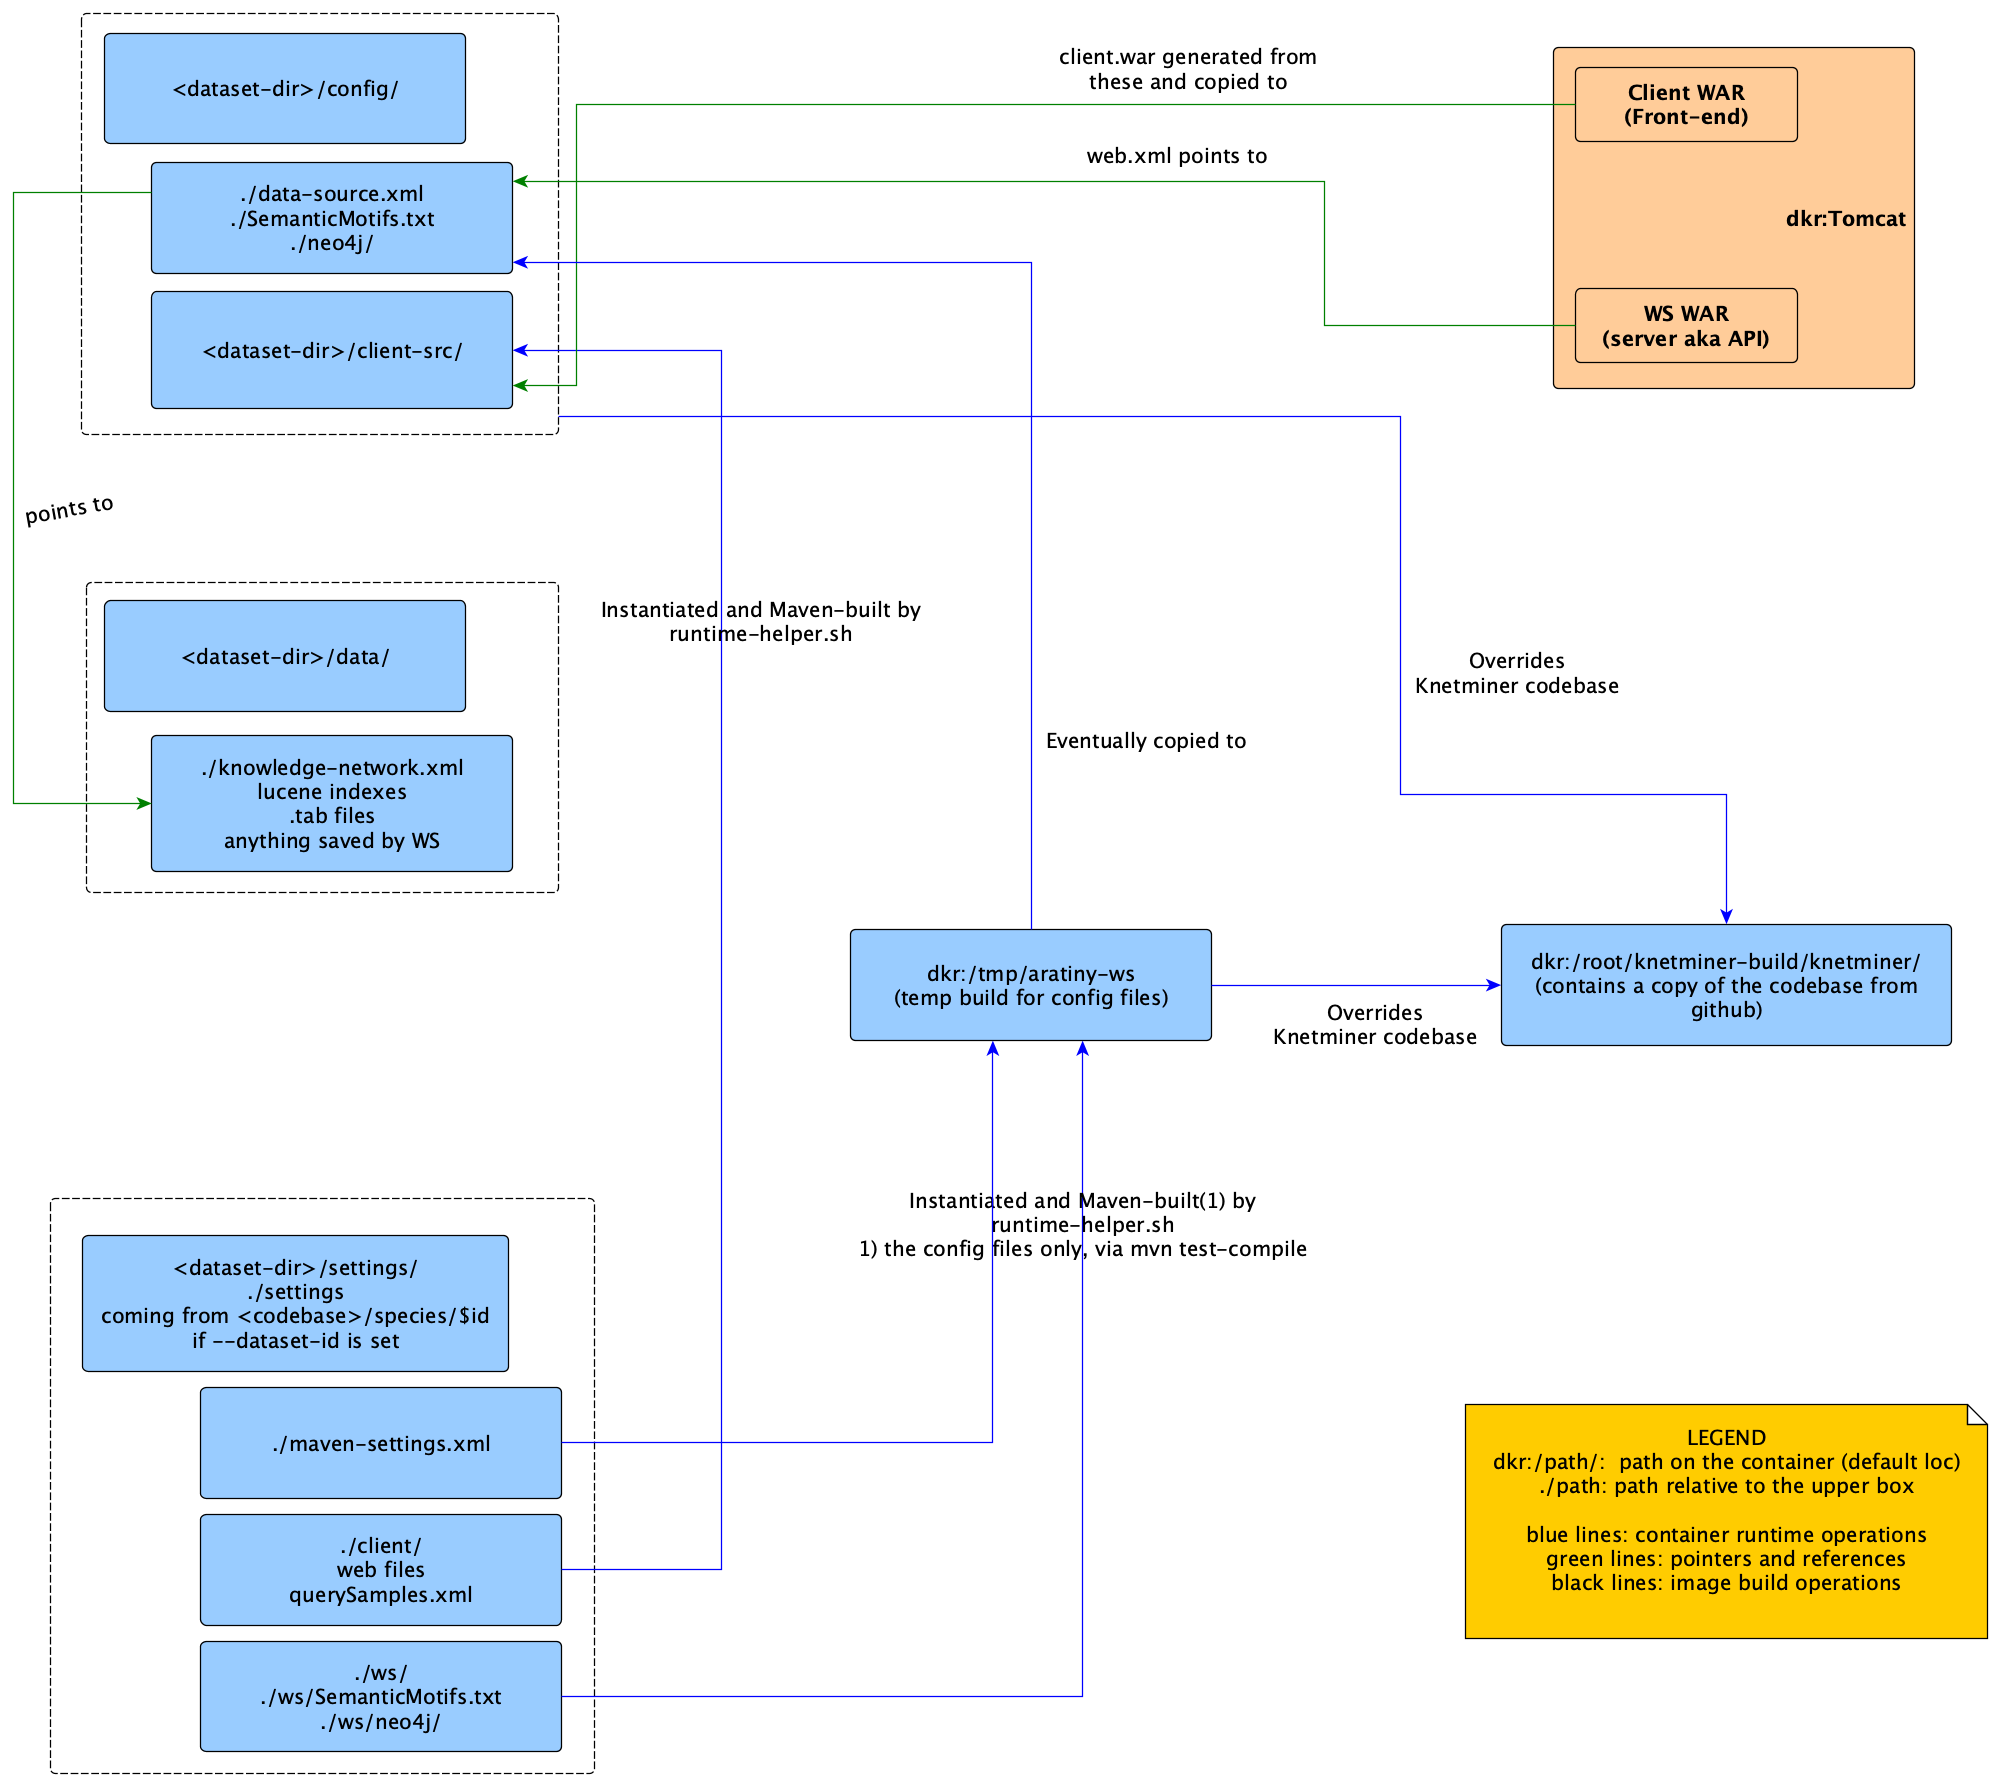 <dataset-dir>/config/
./data-source.xml
./SemanticMotifs.txt
./neo4j/
<dataset-dir>/client-src/
client.war generated from
these and copied to
web.xml points to
Client WAR
(Front-end)
dkr:Tomcat
WS WAR
(server aka API)
points to
<dataset-dir>/data/
./knowledge-network.xml
lucene indexes
.tab files
anything saved by WS
Instantiated and Maven-built by
runtime-helper.sh
Overrides
Knetminer codebase
Eventually copied to
dkr:/tmp/aratiny-ws
(temp build for config files)
Overrides
Knetminer codebase
dkr:/root/knetminer-build/knetminer/
(contains a copy of the codebase from
github)
Instantiated and Maven-built(1) by
runtime-helper.sh
1) the config files only, via mvn test-compile
<dataset-dir>/settings/
./settings
coming from <codebase>/species/$id
if --dataset-id is set
./maven-settings.xml
./client/
web files
querySamples.xml
./ws/
./ws/SemanticMotifs.txt
./ws/neo4j/
LEGEND
dkr:/path/:  path on the container (default loc)
./path: path relative to the upper box
blue lines: container runtime operations
green lines: pointers and references
black lines: image build operations